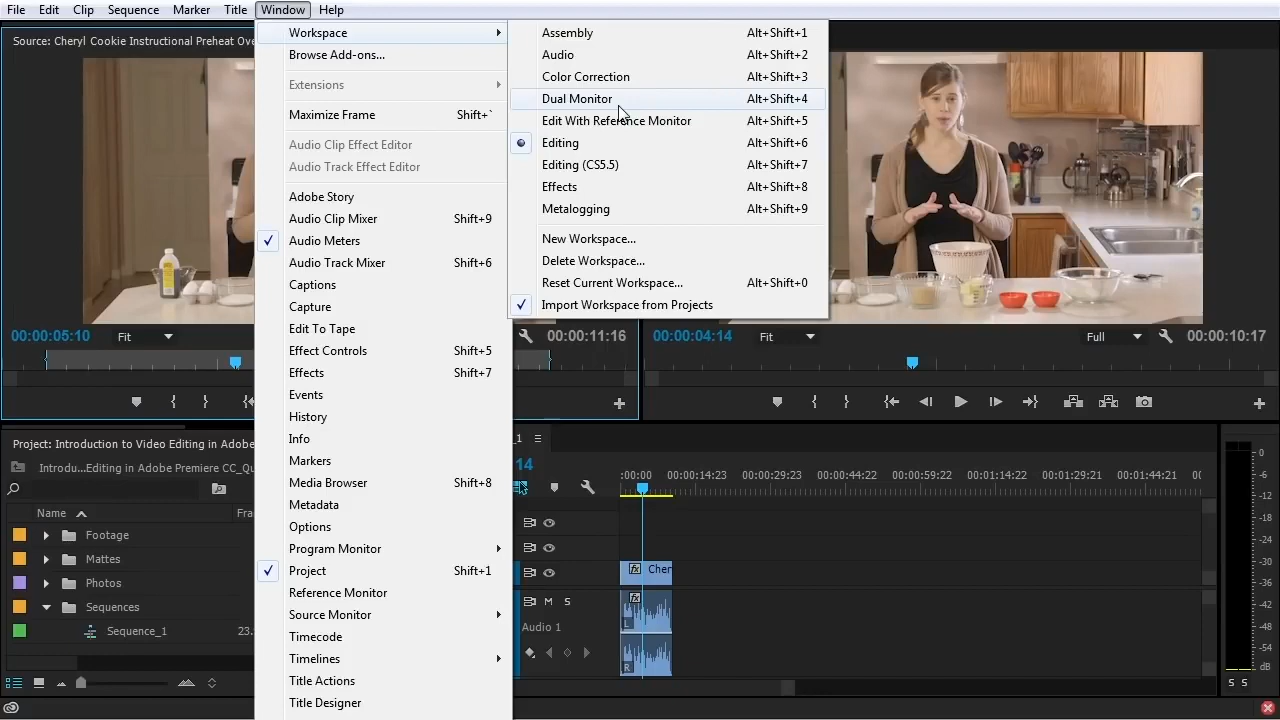 File Edit Clip Sequence Marker Title Window Help
Source: Cheryl Cookie Instructional Preheat Ove
Workspace
Browse Add-ons...
Extensions
Maximize Frame Shift+`
Audio Clip Effect Editor
Audio Track Effect Editor
Adobe Story
Audio Clip Mixer Shift+9
Audio Meters
Audio Track Mixer Shift+6
Captions
Capture
Edit To Tape
Effect Controls Shift+5
Effects Shift+7
Events
History
Info
Markers
Media Browser Shift+8
Metadata
Options
Program Monitor
Project Shift+1
Reference Monitor
Source Monitor
Timecode
Timelines
Title Actions
Title Designer
Assembly Alt+Shift+1
Audio Alt+Shift+2
Color Correction Alt+Shift+3
Dual Monitor Alt+Shift+4
Edit With Reference Monitor Alt+Shift+5
Editing Alt+Shift+6
Editing (CS5.5) Alt+Shift+7
Effects Alt+Shift+8
Metalogging Alt+Shift+9
New Workspace...
Delete Workspace...
Reset Current Workspace... Alt+Shift+0
Import Workspace from Projects
00:00:05:10 Fit 00:00:11:16
00:00:04:14 Fit Full 00:00:10:17
Project: Introduction to Video Editing in Adobe
Introdu...Editing in Adobe Premiere CC_Qu
Name Fra
Footage
Mattes
Photos
Sequences
Sequence_1 23.
_1
14
:00:00 00:00:14:23 00:00:29:23 00:00:44:22 00:00:59:22 00:01:14:22 00:01:29:21 00:01:44:21 00
fx Cher
M S
fx
L
Audio 1
R
0
-6
-12
-18
-24
-30
-36
-42
-48
-54
dB
S S